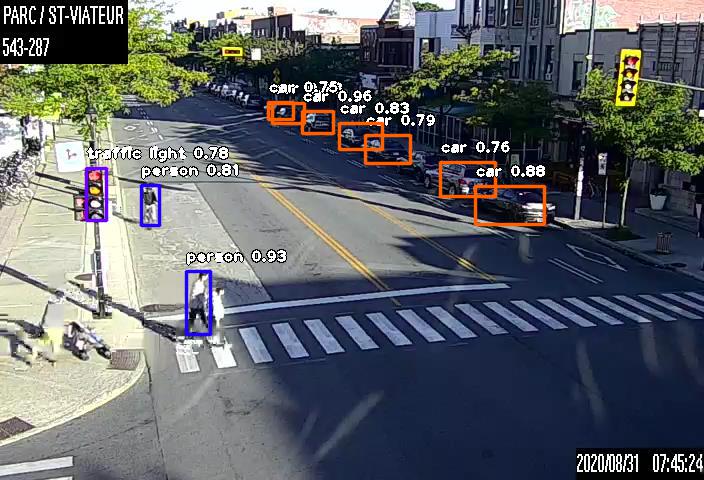 PARC / ST-VIATEUR
543-287
car 0.75
car 0.96
car 0.83
car 0.79
car 0.76
car 0.88
traffic light 0.78
person 0.81
person 0.93
2020/08/31 07:45:24